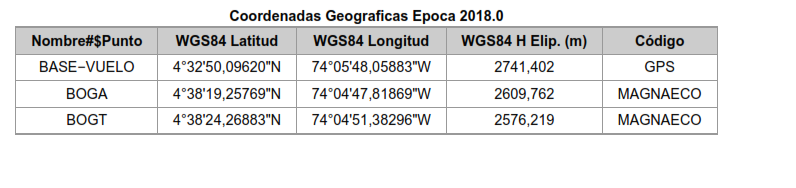 Coordenadas Geograficas Epoca 2018.0
Nombre#$Punto WGS84 Latitud WGS84 Longitud WGS84 H Elip. (m) Código
BASE−VUELO 4°32'50,09620"N 74°05'48,05883"W 2741,402 GPS
BOGA 4°38'19,25769"N 74°04'47,81869"W 2609,762 MAGNAECO
BOGT 4°38'24,26883"N 74°04'51,38296"W 2576,219 MAGNAECO